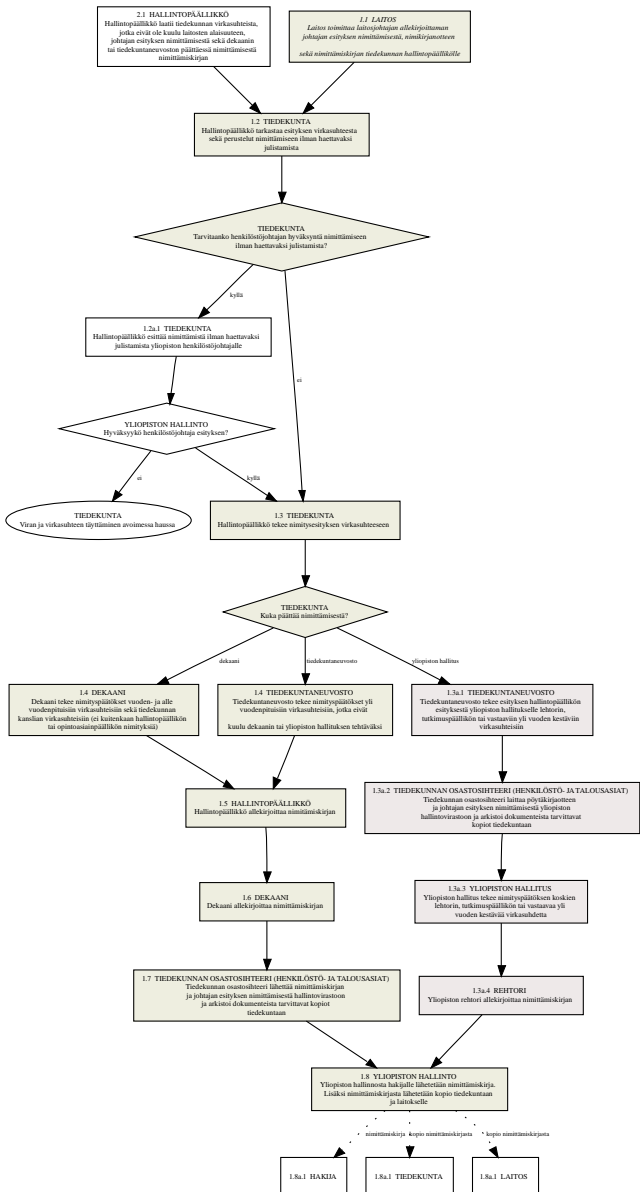 2.1 HALLINTOPÄÄLLIKKÖ
Hallintopäällikkö laatii tiedekunnan virkasuhteista,
jotka eivät ole kuulu laitosten alaisuuteen,
johtajan esityksen nimittämisestä sekä dekaanin
tai tiedekuntaneuvoston päättäessä nimittämisestä
nimittämiskirjan
1.1 LAITOS
Laitos toimittaa laitosjohtajan allekirjoittaman
johtajan esityksen nimittämisestä, nimikirjanotteen
sekä nimittämiskirjan tiedekunnan hallintopäällikölle
1.2 TIEDEKUNTA
Hallintopäällikkö tarkastaa esityksen virkasuhteesta
sekä perustelut nimittämiseen ilman haettavaksi
julistamista
TIEDEKUNTA
Tarvitaanko henkilöstöjohtajan hyväksyntä nimittämiseen
ilman haettavaksi julistamista?
kyllä
1.2a.1 TIEDEKUNTA
Hallintopäällikkö esittää nimittämistä ilman haettavaksi
julistamista yliopiston henkilöstöjohtajalle
ei
YLIOPISTON HALLINTO
Hyväksyykö henkilöstöjohtaja esityksen?
ei
kyllä
TIEDEKUNTA
Viran ja virkasuhteen täyttäminen avoimessa haussa
1.3 TIEDEKUNTA
Hallintopäällikkö tekee nimitysesityksen virkasuhteeseen
TIEDEKUNTA
Kuka päättää nimittämisestä?
dekaani
tiedekuntaneuvosto
yliopiston hallitus
1.4 DEKAANI
Dekaani tekee nimityspäätökset vuoden- ja alle
vuodenpituisiin virkasuhteisiin sekä tiedekunnan
kanslian virkasuhteisiin (ei kuitenkaan hallintopäällikön
tai opintoasiainpäällikön nimityksiä)
1.4 TIEDEKUNTANEUVOSTO
Tiedekuntaneuvosto tekee nimityspäätökset yli
vuodenpituisiin virkasuhteisiin, jotka eivät
kuulu dekaanin tai yliopiston hallituksen tehtäväksi
1.3a.1 TIEDEKUNTANEUVOSTO
Tiedekuntaneuvosto tekee esityksen hallintopäällikön
esityksestä yliopiston hallitukselle lehtorin,
tutkimuspäällikön tai vastaaviin yli vuoden kestäviin
virkasuhteisiin
1.5 HALLINTOPÄÄLLIKKÖ
Hallintopäällikkö allekirjoittaa nimitämiskirjan
1.3a.2 TIEDEKUNNAN OSASTOSIHTEERI (HENKILÖSTÖ- JA TALOUSASIAT)
Tiedekunnan osastosihteeri laittaa pöytäkirjaotteen
ja johtajan esityksen nimittämisestä yliopiston
hallintovirastoon ja arkistoi dokumenteista tarvittavat
kopiot tiedekuntaan
1.6 DEKAANI
Dekaani allekirjoittaa nimittämiskirjan
1.3a.3 YLIOPISTON HALLITUS
Yliopiston hallitus tekee nimityspäätöksen koskien
lehtorin, tutkimuspäällikön tai vastaavaa yli
vuoden kestävää virkasuhdetta
1.7 TIEDEKUNNAN OSASTOSIHTEERI (HENKILÖSTÖ- JA TALOUSASIAT)
Tiedekunnan osastosihteeri lähettää nimittämiskirjan
ja johtajan esityksen nimittämisestä hallintovirastoon
ja arkistoi dokumenteista tarvittavat kopiot
tiedekuntaan
1.3a.4 REHTORI
Yliopiston rehtori allekirjoittaa nimittämiskirjan
1.8 YLIOPISTON HALLINTO
Yliopiston hallinnosta hakijalle lähetetään nimittämiskirja.
Lisäksi nimittämiskirjasta lähetetään kopio tiedekuntaan
ja laitokselle
nimittämiskirja
kopio nimittämiskirjasta
kopio nimittämiskirjasta
1.8a.1 HAKIJA
1.8a.1 TIEDEKUNTA
1.8a.1 LAITOS